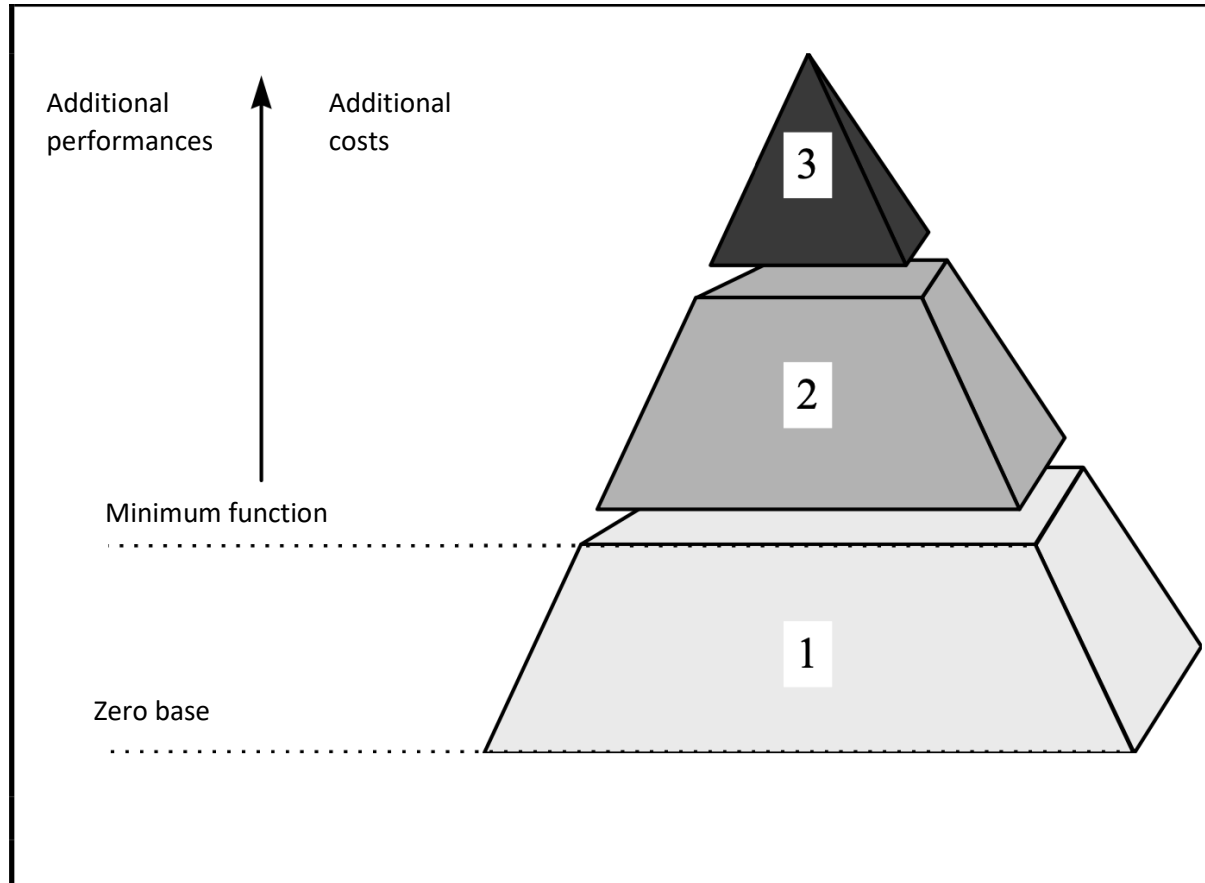 Additional
performances
Additional
costs
3
2
Minimum function
1
Zero base